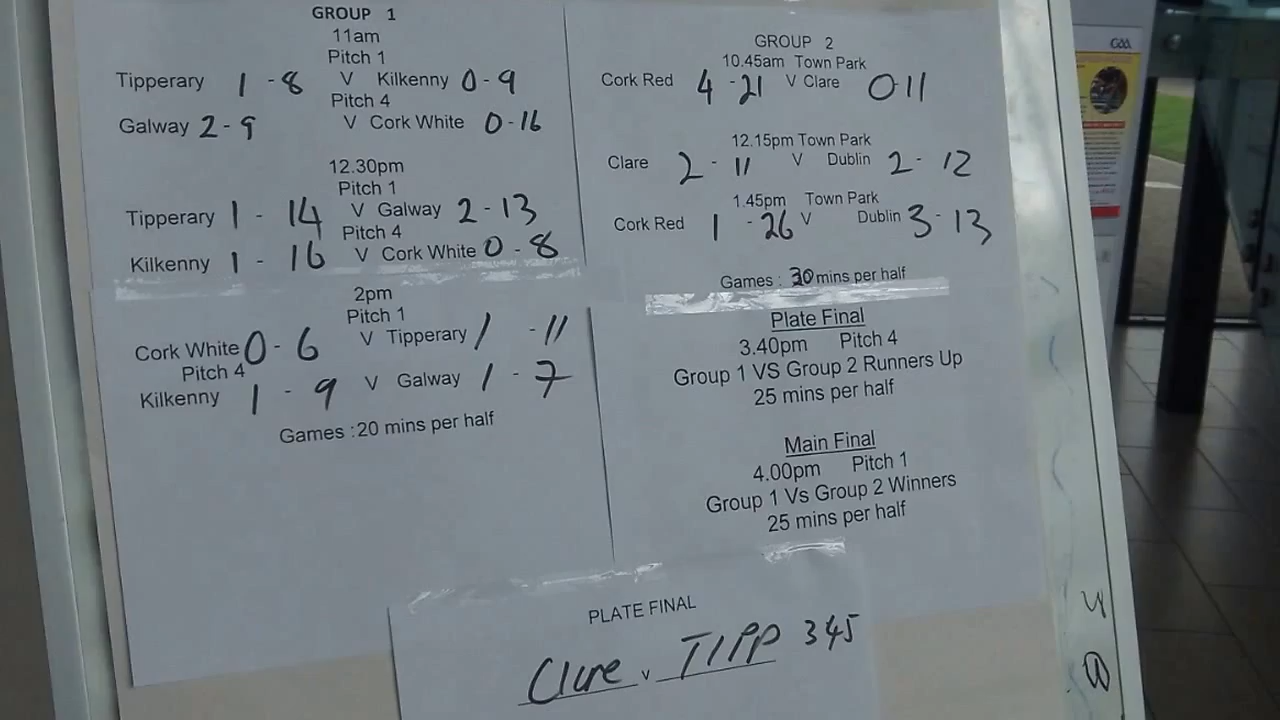 GROUP 1
11am
Pitch 1
Tipperary 1 - 8 V Kilkenny 0 - 9
Pitch 4
Galway 2 - 9 V Cork White 0 - 16
12.30pm
Pitch 1
Tipperary 1 - 14 V Galway 2 - 13
Pitch 4
Kilkenny 1 - 16 V Cork White 0 - 8
2pm
Pitch 1
Cork White 0 - 6 V Tipperary 1 - 11
Pitch 4
Kilkenny 1 - 9 V Galway 1 - 7
Games : 20 mins per half
GROUP 2
10.45am Town Park
Cork Red 4 - 21 V Clare 0 11
12.15pm Town Park
Clare 2 - 11 V Dublin 2 - 12
1.45pm Town Park
Cork Red 1 - 26 V Dublin 3 - 13
Games : 30 mins per half
Plate Final
3.40pm Pitch 4
Group 1 VS Group 2 Runners Up
25 mins per half
Main Final
4.00pm Pitch 1
Group 1 Vs Group 2 Winners
25 mins per half
PLATE FINAL
Clare v TIPP 345
GAA